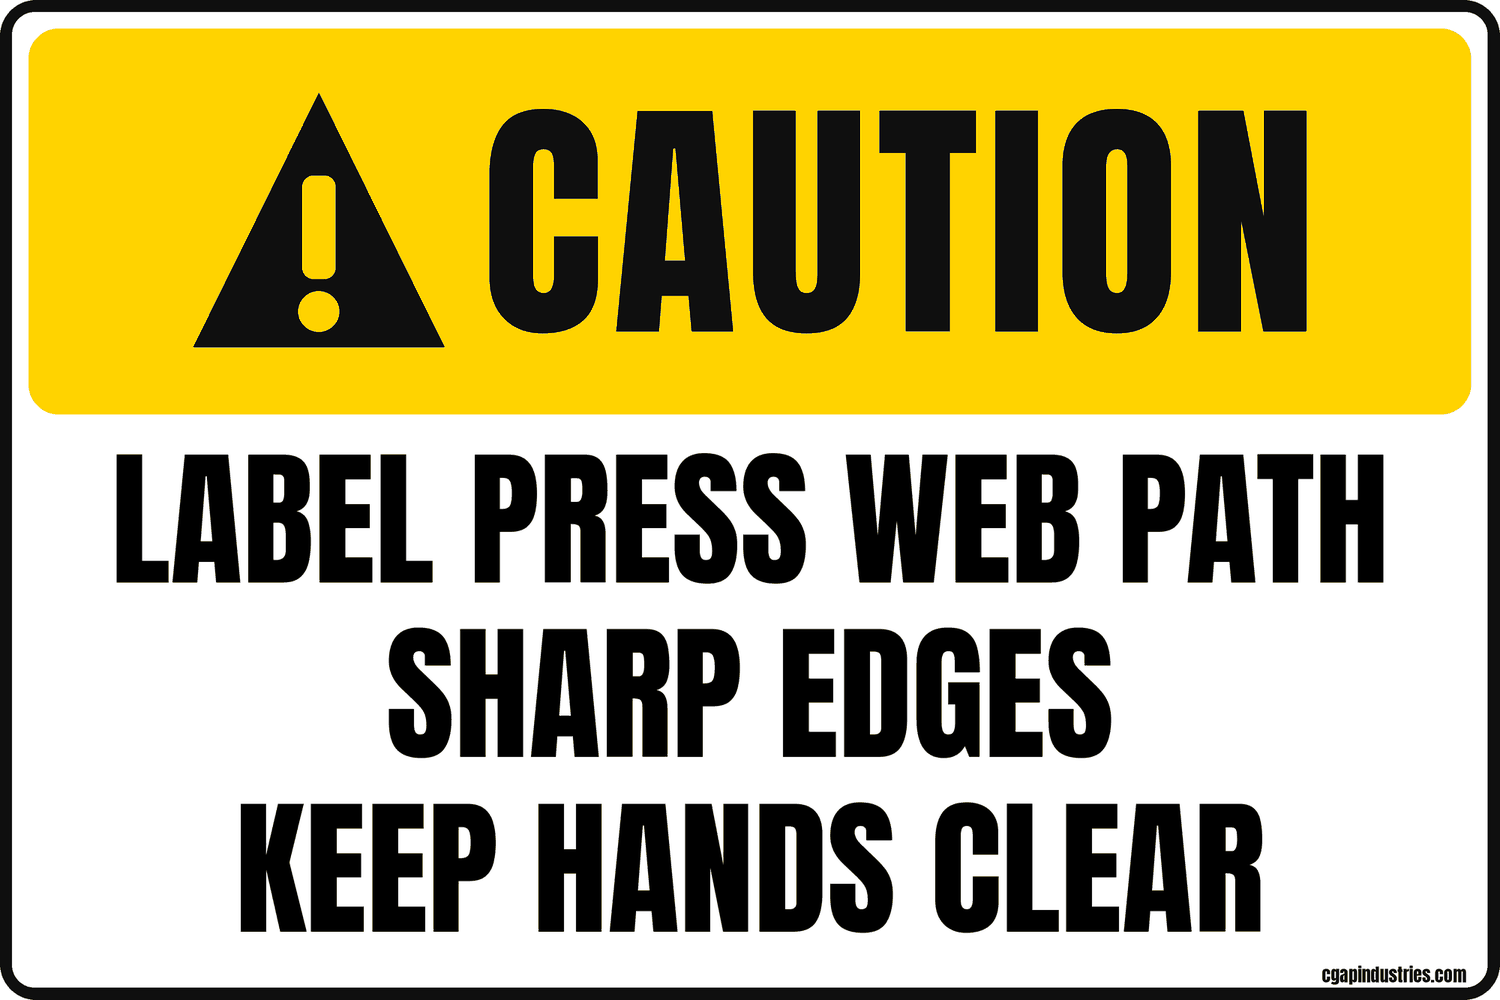 CAUTION
LABEL PRESS WEB PATH
SHARP EDGES
KEEP HANDS CLEAR
cgapindustries.com